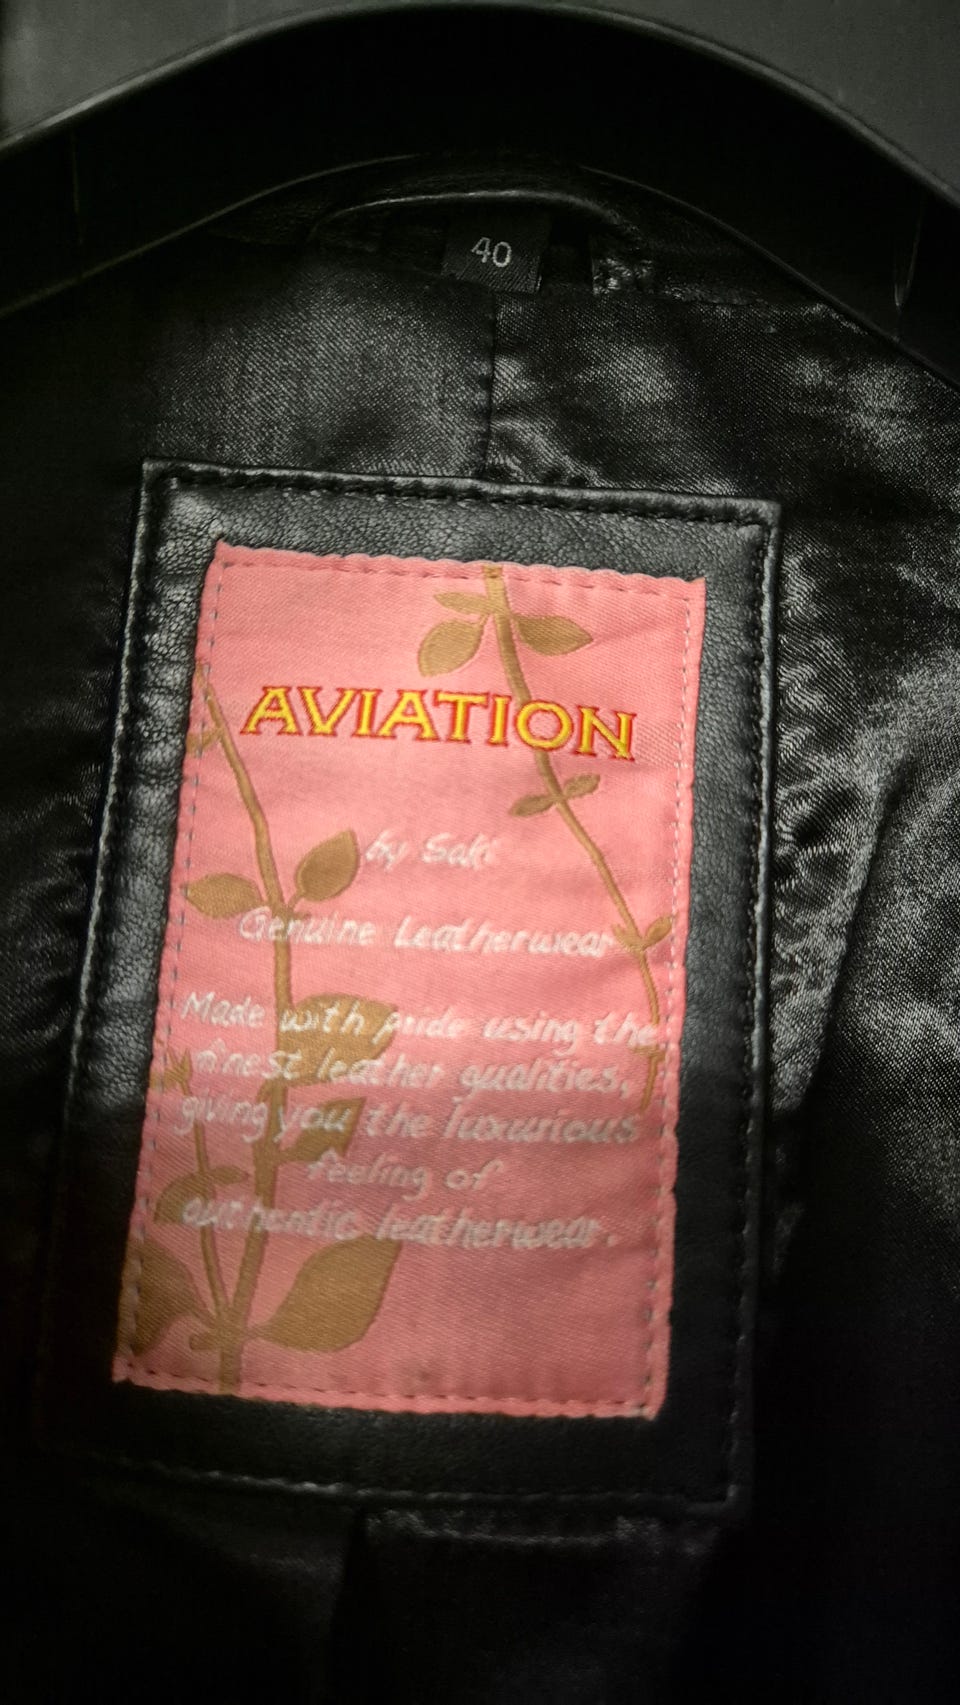 40
AVIATION
by Saki
Genuine Leatherwear
Made with pride using the
finest leather qualities,
giving you the luxurious
feeling of
authentic leatherwear.